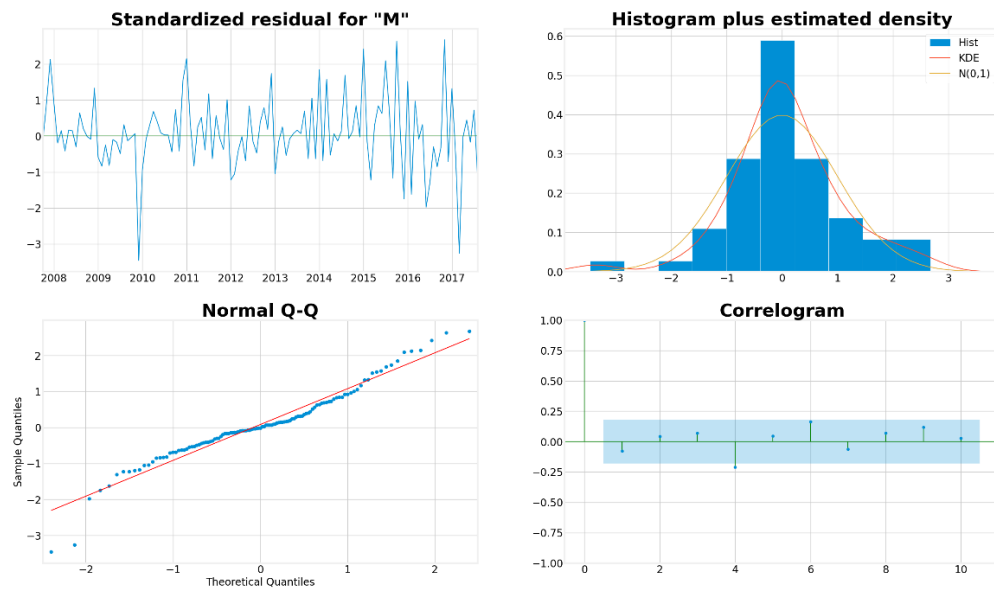 Standardized residual for "M"
2
1
0
−1
−2
−3
2008 2009 2010 2011 2012 2013 2014 2015 2016 2017
Histogram plus estimated density
0.6
0.5
0.4
0.3
0.2
0.1
0.0
−3 −2 −1 0 1 2 3
Hist
KDE
N(0,1)
Normal Q-Q
Sample Quantiles
2
1
0
−1
−2
−3
−2 −1 0 1 2
Theoretical Quantiles
Correlogram
1.00
0.75
0.50
0.25
0.00
−0.25
−0.50
−0.75
−1.00
0 2 4 6 8 10